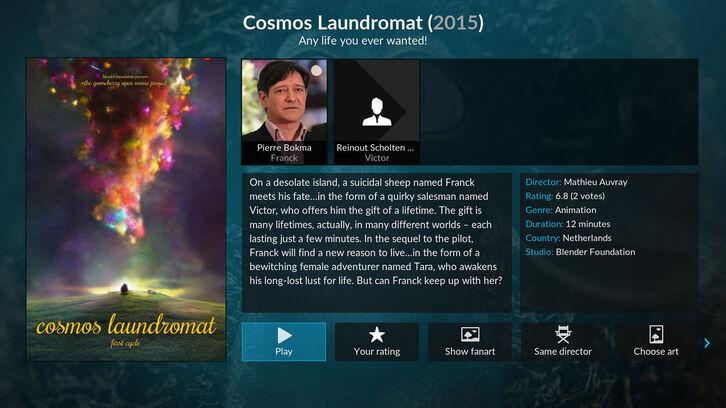 Cosmos Laundromat (2015)
Any life you ever wanted!
the gooseberry open movie project
cosmos laundromat
first cycle
Pierre Bokma
Franck
Reinout Scholten ...
Victor
On a desolate island, a suicidal sheep named Franck
meets his fate...in the form of a quirky salesman named
Victor, who offers him the gift of a lifetime. The gift is
many lifetimes, actually, in many different worlds – each
lasting just a few minutes. In the sequel to the pilot,
Franck will find a new reason to live...in the form of a
bewitching female adventurer named Tara, who awakens
his long-lost lust for life. But can Franck keep up with her?
Director: Mathieu Auvray
Rating: 6.8 (2 votes)
Genre: Animation
Duration: 12 minutes
Country: Netherlands
Studio: Blender Foundation
Play
Your rating
Show fanart
Same director
Choose art